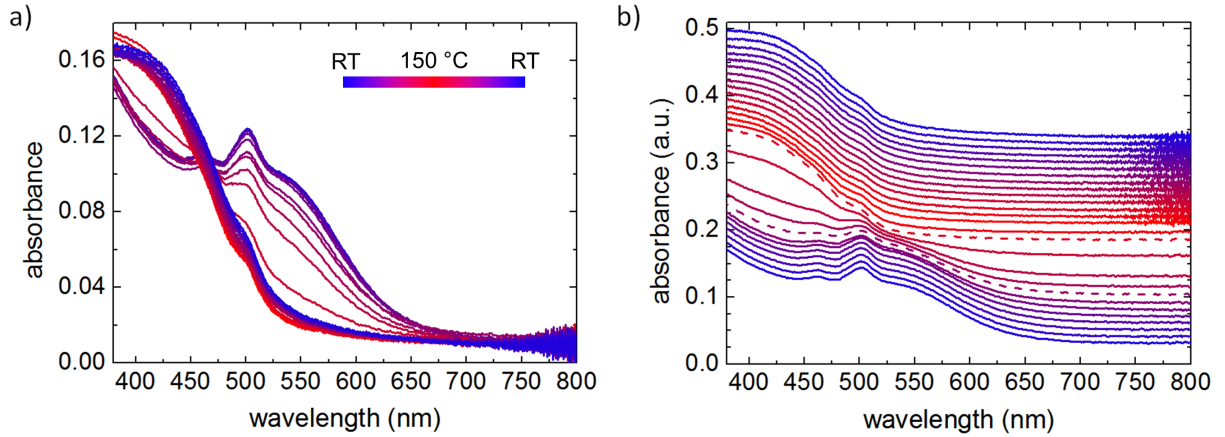 a)
RT 150 °C RT
0.16
0.12
0.08
0.04
0.00
absorbance
400 450 500 550 600 650 700 750 800
wavelength (nm)
b)
0.5
0.4
0.3
0.2
0.1
0.0
absorbance (a.u.)
400 450 500 550 600 650 700 750 800
wavelength (nm)